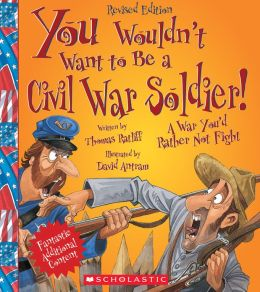 Revised Edition
You Wouldn't
Want to Be a
Civil War Soldier!
Written by
Thomas Ratliff
Illustrated by
David Antram
A War You'd
Rather Not Fight
Fantastic
Additional
Content
SCHOLASTIC